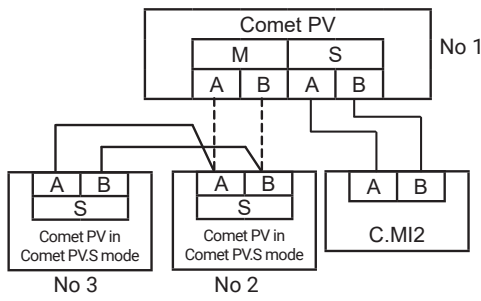 Comet PV
No 1
M S
A B A B
A B
S
Comet PV in
Comet PV.S mode
No 3
A B
S
Comet PV in
Comet PV.S mode
No 2
A B
C.MI2